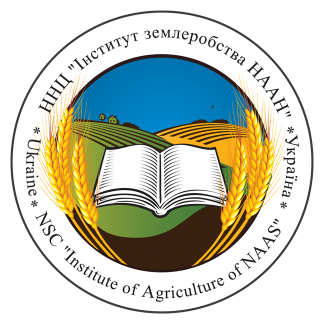 ННЦ "Інститут землеробства НААН"
* Україна *
NSC "Institute of Agriculture of NAAS"
* Ukraine *